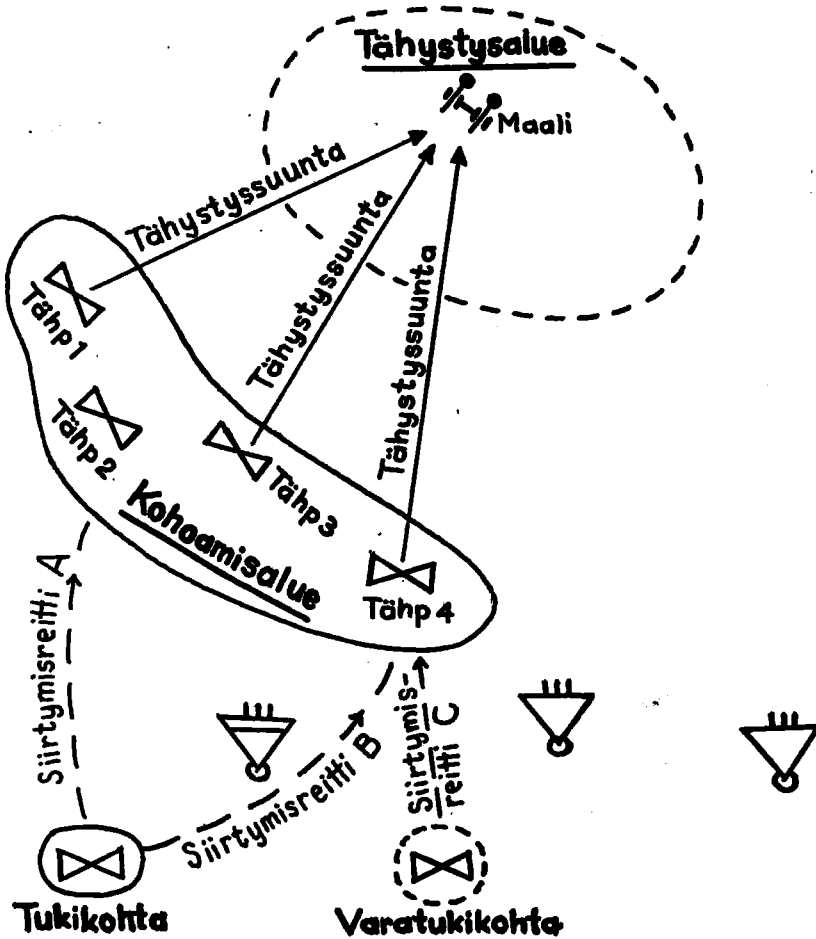 Tähystysalue
Maali
Tähystyssuunta
Tähystyssuunta
Tähystyssuunta
Tähp 1
Tähp 2
Tähp 3
Tähp 4
Kohoamisalue
Siirtymisreitti A
Siirtymisreitti B
Siirtymis-
reitti C
Tukikohta
Varatukikohta